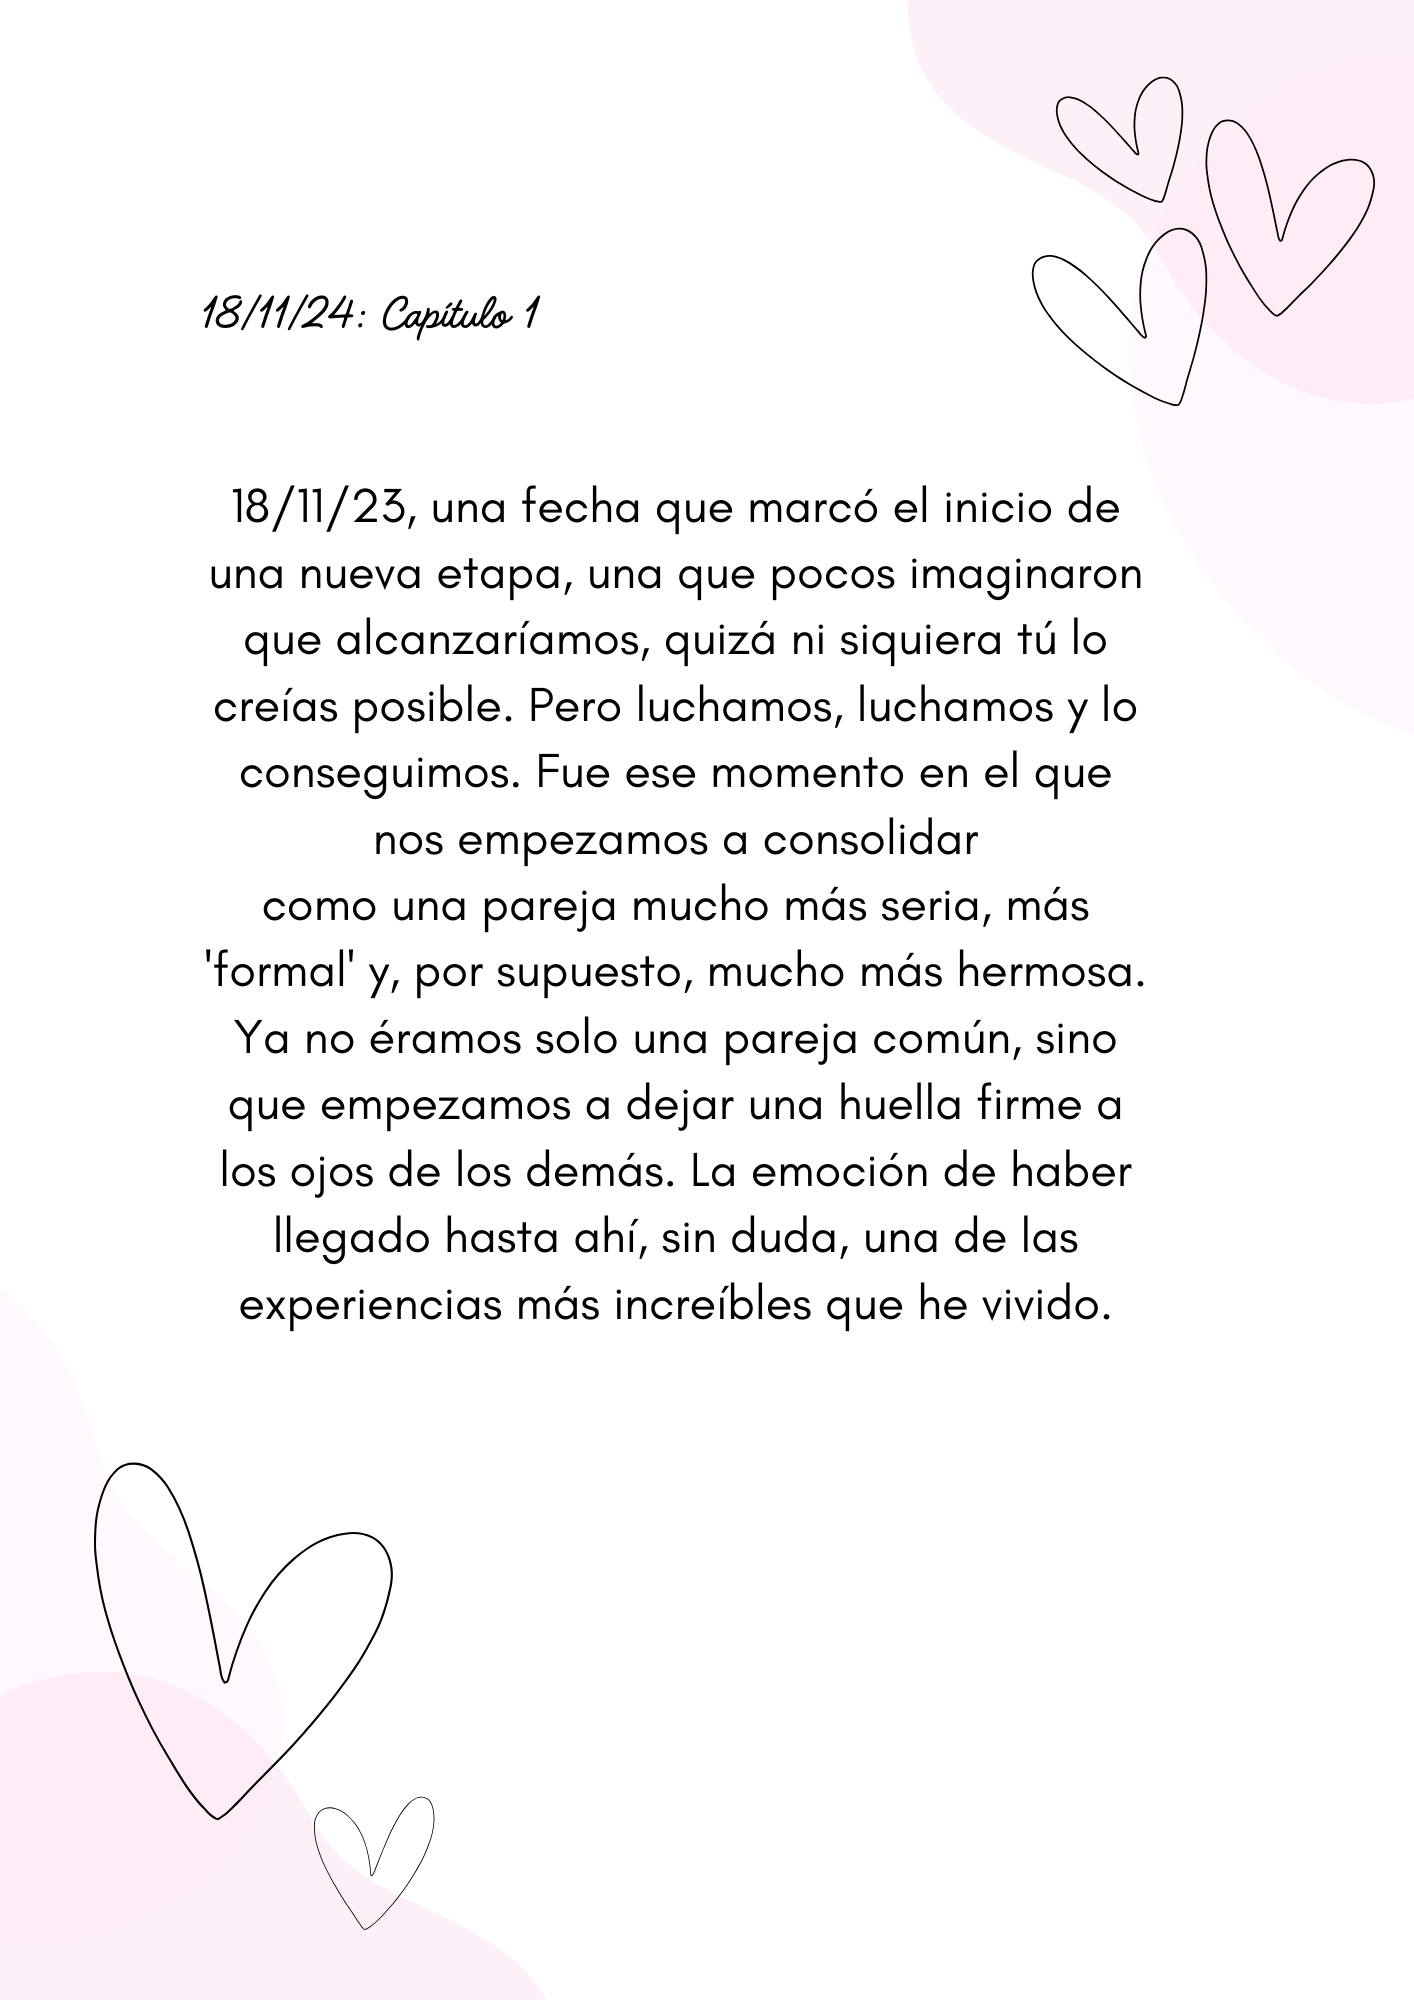 18/11/24: Capítulo 1
18/11/23, una fecha que marcó el inicio de
una nueva etapa, una que pocos imaginaron
que alcanzaríamos, quizá ni siquiera tú lo
creías posible. Pero luchamos, luchamos y lo
conseguimos. Fue ese momento en el que
nos empezamos a consolidar
como una pareja mucho más seria, más
'formal' y, por supuesto, mucho más hermosa.
Ya no éramos solo una pareja común, sino
que empezamos a dejar una huella firme a
los ojos de los demás. La emoción de haber
llegado hasta ahí, sin duda, una de las
experiencias más increíbles que he vivido.